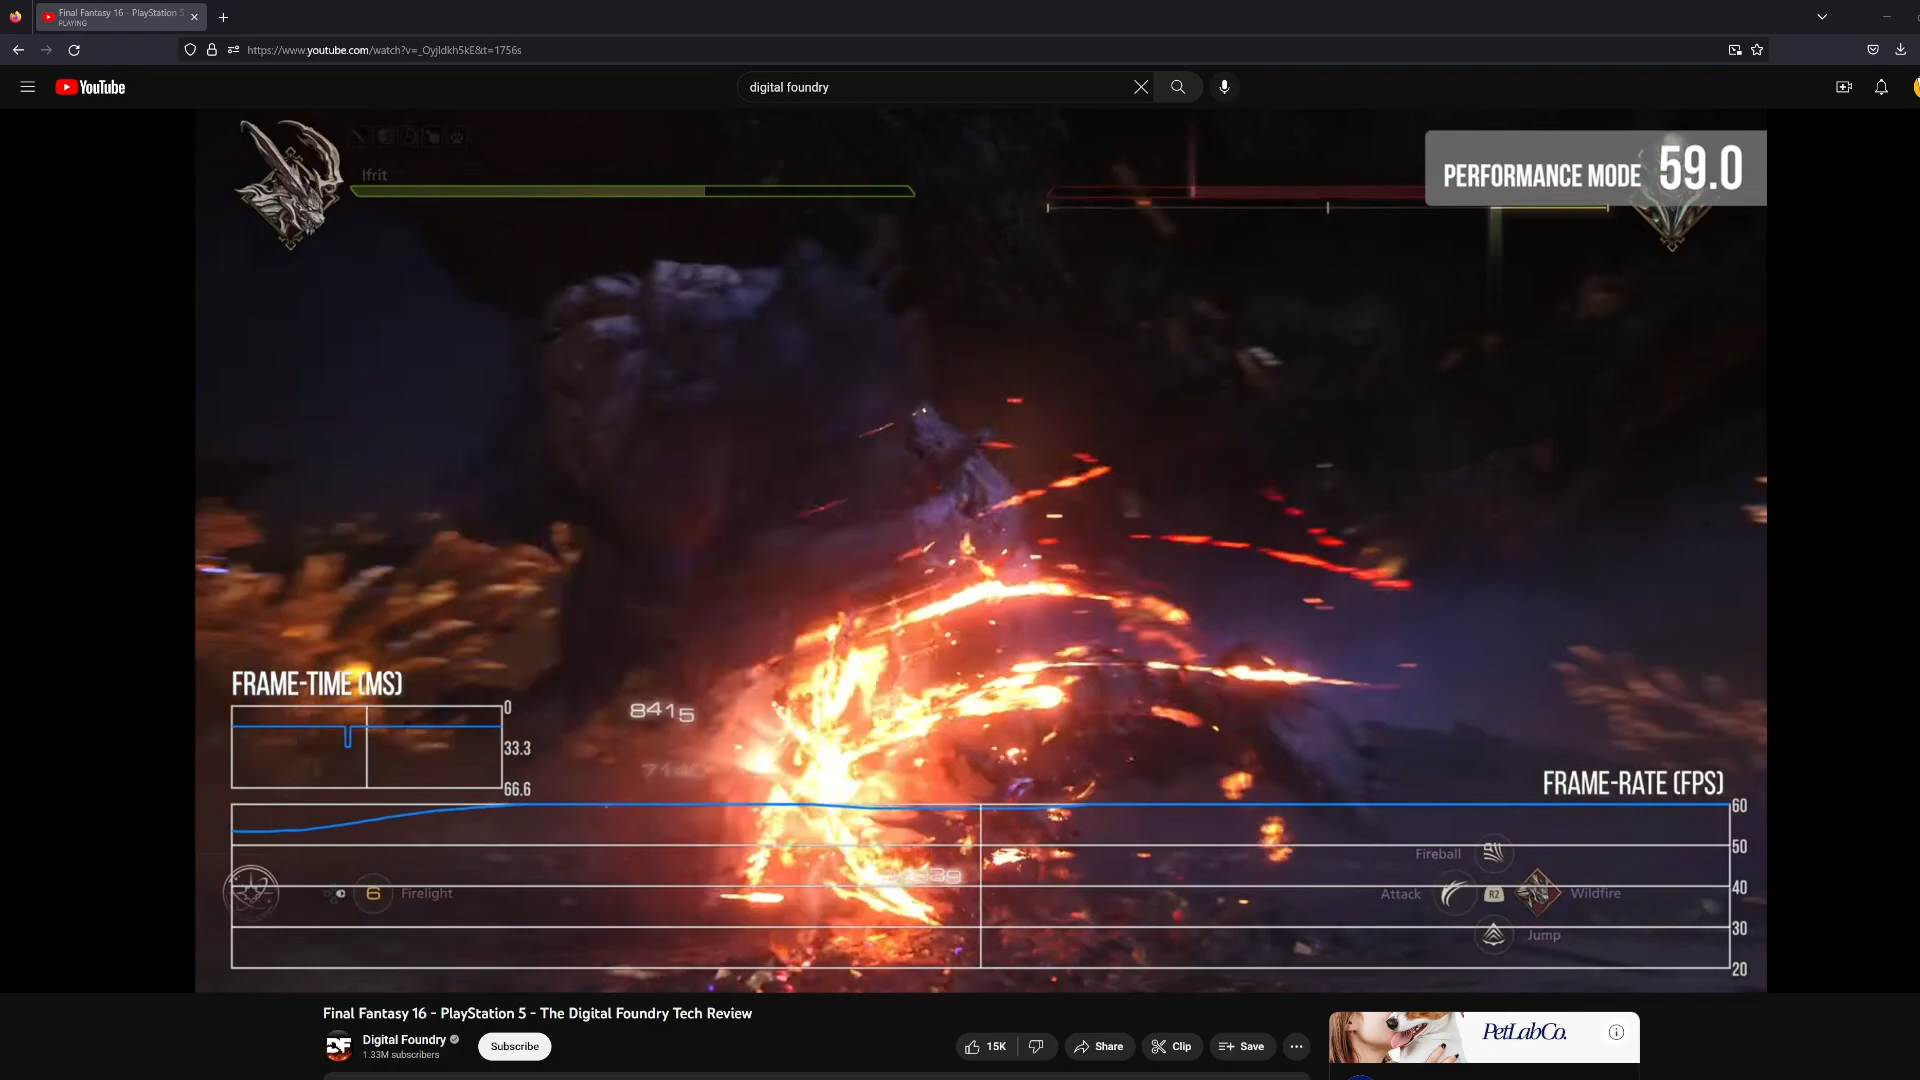 Final Fantasy 16 - PlayStation 5
PLAYING
https://www.youtube.com/watch?v=_OyjIdkh5kE&t=1756s
YouTube
digital foundry
Ifrit
PERFORMANCE MODE 59.0
FRAME-TIME (MS)
0
33.3
66.6
8415
7140
FRAME-RATE (FPS)
60
50
40
30
20
Fireball
Attack
R2
Wildfire
Jump
6
Firelight
Final Fantasy 16 - PlayStation 5 - The Digital Foundry Tech Review
DF
Digital Foundry
1.33M subscribers
Subscribe
15K
Share
Clip
Save
PetLabCo.